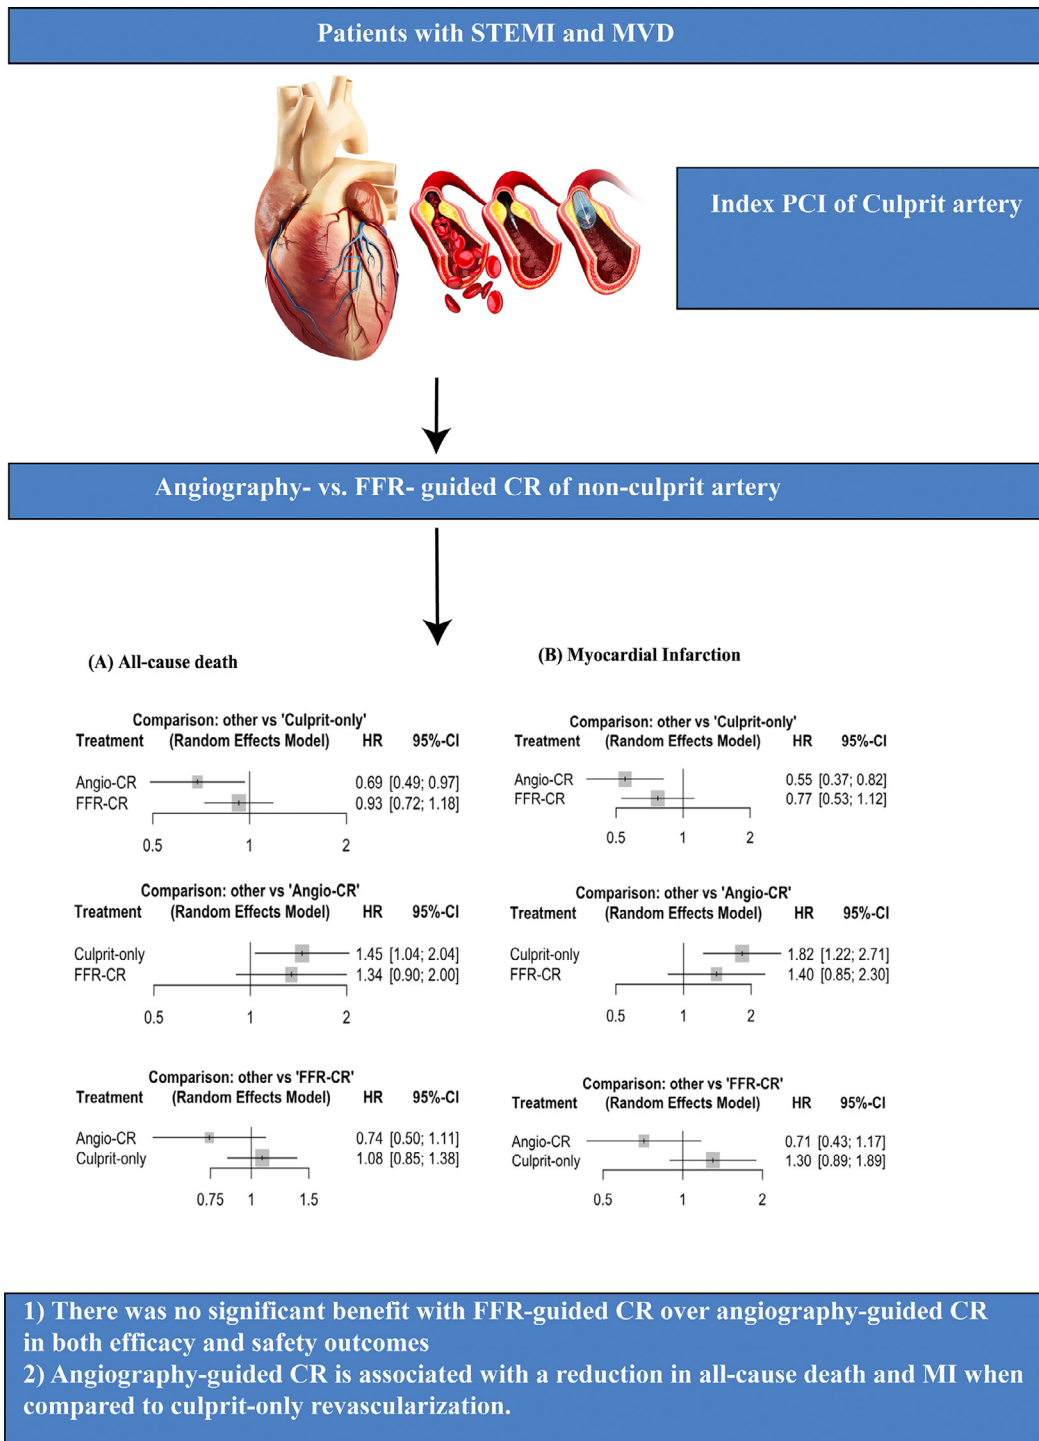 Patients with STEMI and MVD
Index PCI of Culprit artery
Angiography- vs. FFR- guided CR of non-culprit artery
(A) All-cause death
Comparison: other vs 'Culprit-only'
Treatment (Random Effects Model) HR 95%-CI
Angio-CR 0.69 [0.49; 0.97]
FFR-CR 0.93 [0.72; 1.18]
0.5 1 2
Comparison: other vs 'Angio-CR'
Treatment (Random Effects Model) HR 95%-CI
Culprit-only 1.45 [1.04; 2.04]
FFR-CR 1.34 [0.90; 2.00]
0.5 1 2
Comparison: other vs 'FFR-CR'
Treatment (Random Effects Model) HR 95%-CI
Angio-CR 0.74 [0.50; 1.11]
Culprit-only 1.08 [0.85; 1.38]
0.75 1 1.5
(B) Myocardial Infarction
Comparison: other vs 'Culprit-only'
Treatment (Random Effects Model) HR 95%-CI
Angio-CR 0.55 [0.37; 0.82]
FFR-CR 0.77 [0.53; 1.12]
0.5 1 2
Comparison: other vs 'Angio-CR'
Treatment (Random Effects Model) HR 95%-CI
Culprit-only 1.82 [1.22; 2.71]
FFR-CR 1.40 [0.85; 2.30]
0.5 1 2
Comparison: other vs 'FFR-CR'
Treatment (Random Effects Model) HR 95%-CI
Angio-CR 0.71 [0.43; 1.17]
Culprit-only 1.30 [0.89; 1.89]
0.5 1 2
1) There was no significant benefit with FFR-guided CR over angiography-guided CR
in both efficacy and safety outcomes
2) Angiography-guided CR is associated with a reduction in all-cause death and MI when
compared to culprit-only revascularization.